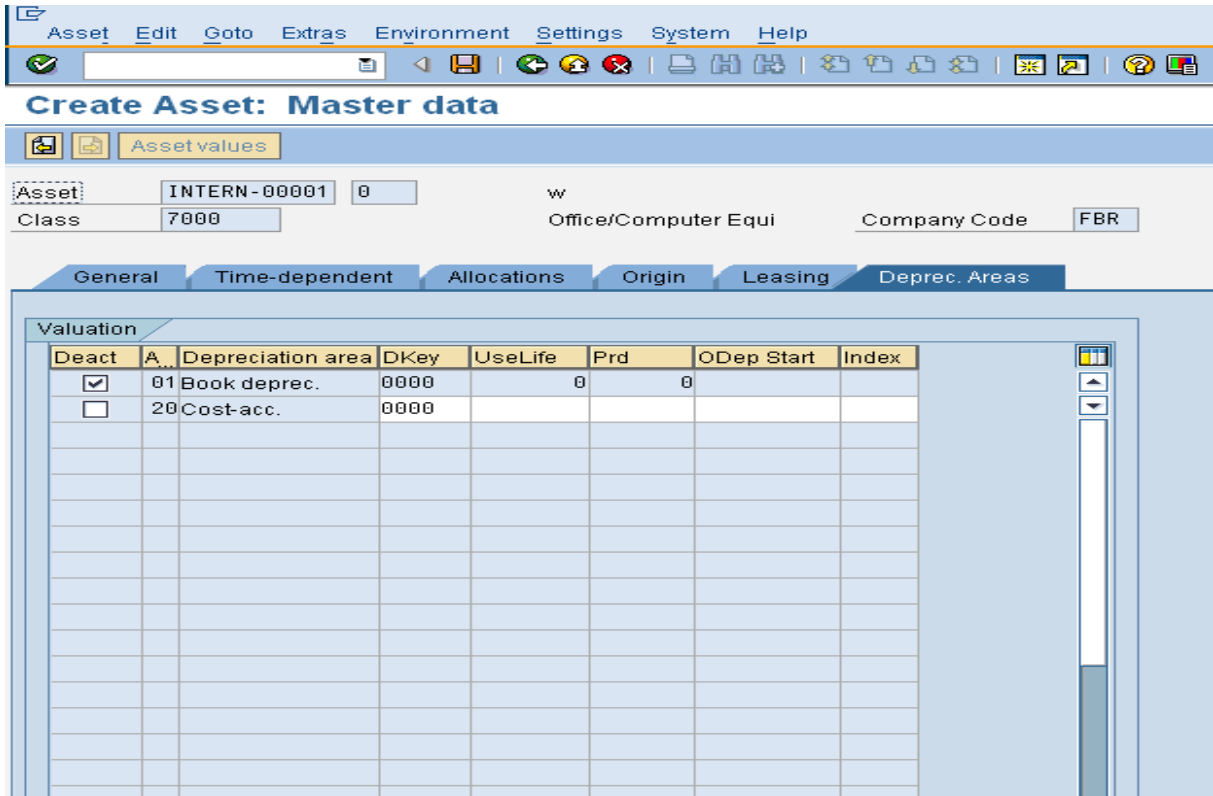 Asset Edit Goto Extras Environment Settings System Help
Create Asset: Master data
Asset values
Asset INTERN-00001 0 w
Class 7000 Office/Computer Equi Company Code FBR
General Time-dependent Allocations Origin Leasing Deprec. Areas
Valuation
Deact A... Depreciation area DKey UseLife Prd ODep Start Index
01 Book deprec. 0000 0 0
20 Cost-acc. 0000